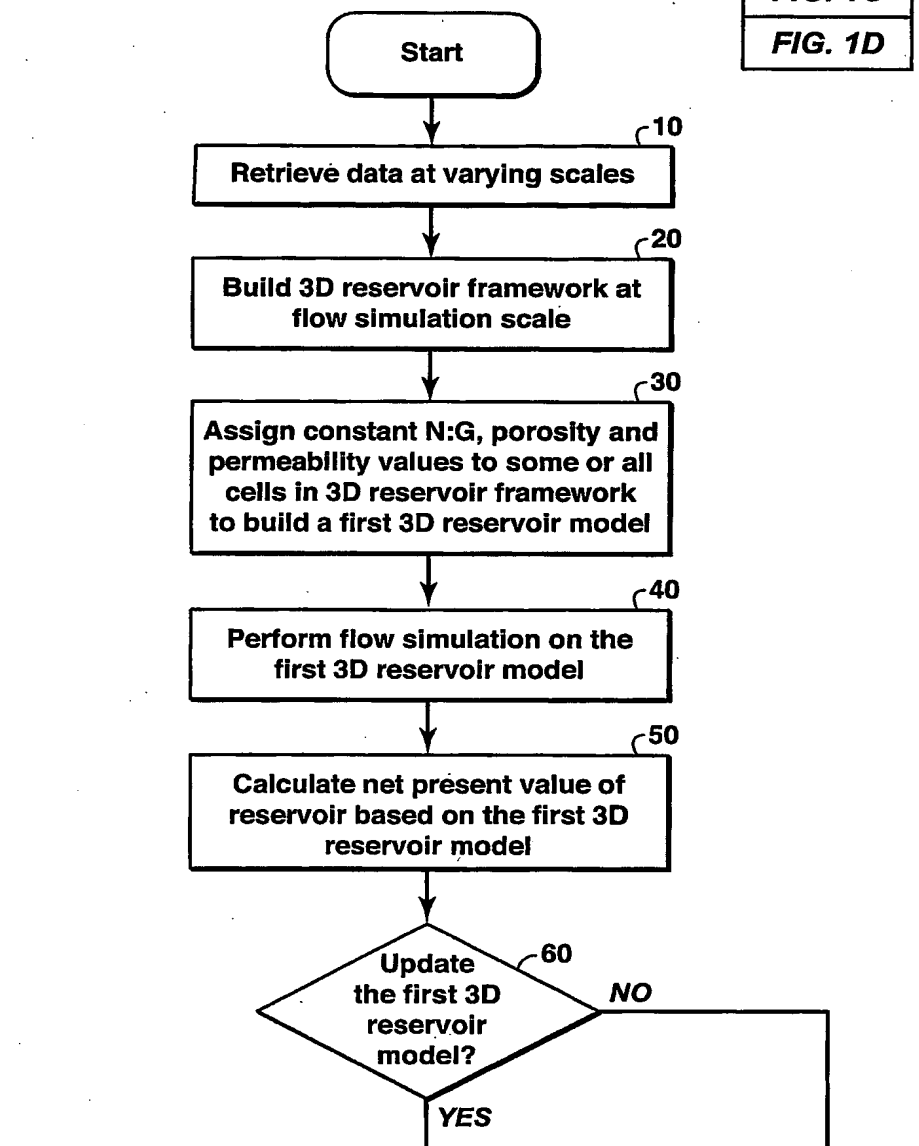 FIG. 1D
Start
10
Retrieve data at varying scales
20
Build 3D reservoir framework at
flow simulation scale
30
Assign constant N:G, porosity and
permeability values to some or all
cells in 3D reservoir framework
to build a first 3D reservoir model
40
Perform flow simulation on the
first 3D reservoir model
50
Calculate net present value of
reservoir based on the first 3D
reservoir model
60
Update
the first 3D
reservoir
model?
NO
YES